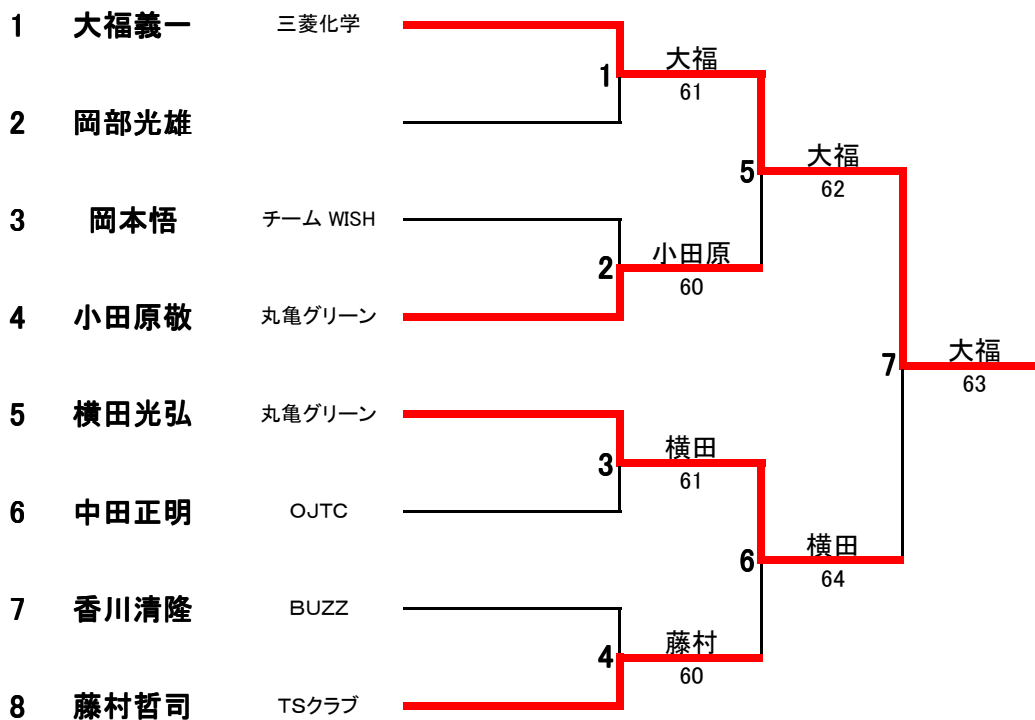 1 大福義一 三菱化学
1 大福
61
2 岡部光雄
5 大福
62
3 岡本悟 チーム WISH
2 小田原
60
4 小田原敬 丸亀グリーン
7 大福
63
5 横田光弘 丸亀グリーン
3 横田
61
6 中田正明 OJTC
6 横田
64
7 香川清隆 BUZZ
4 藤村
60
8 藤村哲司 TSクラブ